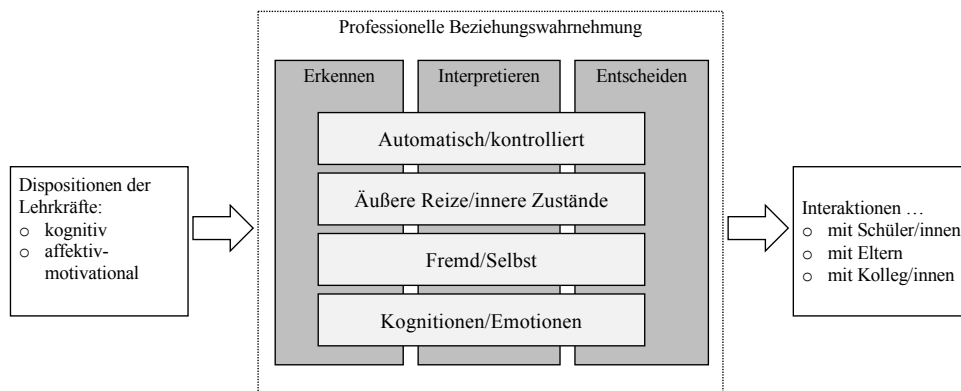 Professionelle Beziehungswahrnehmung
Erkennen
Interpretieren
Entscheiden
Automatisch/kontrolliert
Äußere Reize/innere Zustände
Fremd/Selbst
Kognitionen/Emotionen
Dispositionen der
Lehrkräfte:
o kognitiv
o affektiv-
motivational
Interaktionen …
o mit Schüler/innen
o mit Eltern
o mit Kolleg/innen